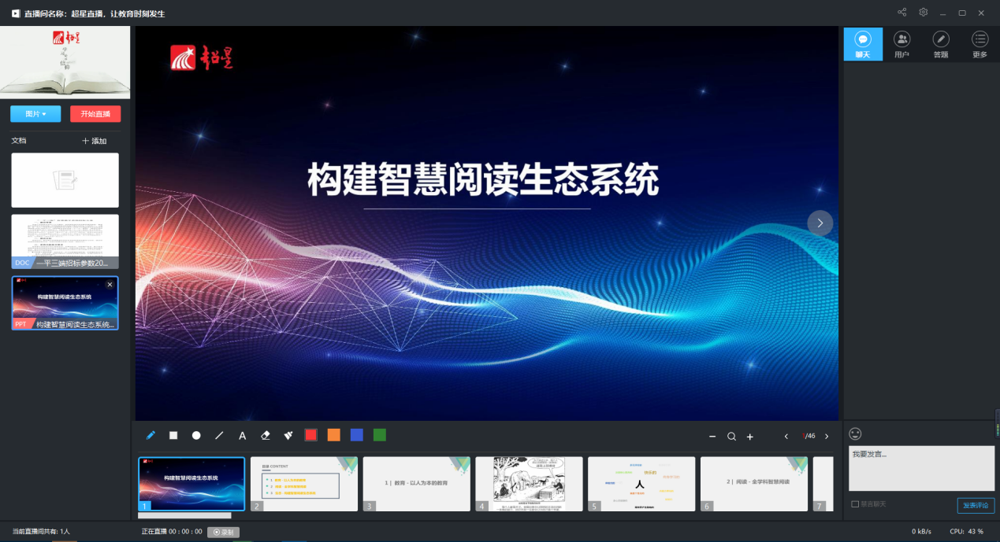 直播间名称：超星直播，让教育时刻发生
超星
图片
开始直播
文档
添加
DOC 一平三端招标参数20...
构建智慧阅读生态系统
PPT 构建智慧阅读生态系统...
超星
构建智慧阅读生态系统
A
1/46
构建智慧阅读生态系统
1
目录 CONTENT
2
1 | 教育 - 以人为本的教育
3
4
人
5
2 | 阅读 - 全学科智慧阅读
6
7
聊天
用户
答题
更多
我要发言...
禁言聊天
发表评论
当前直播间共有: 1人
正在直播 00 : 00 : 00
录制
0 kB/s
CPU: 43 %